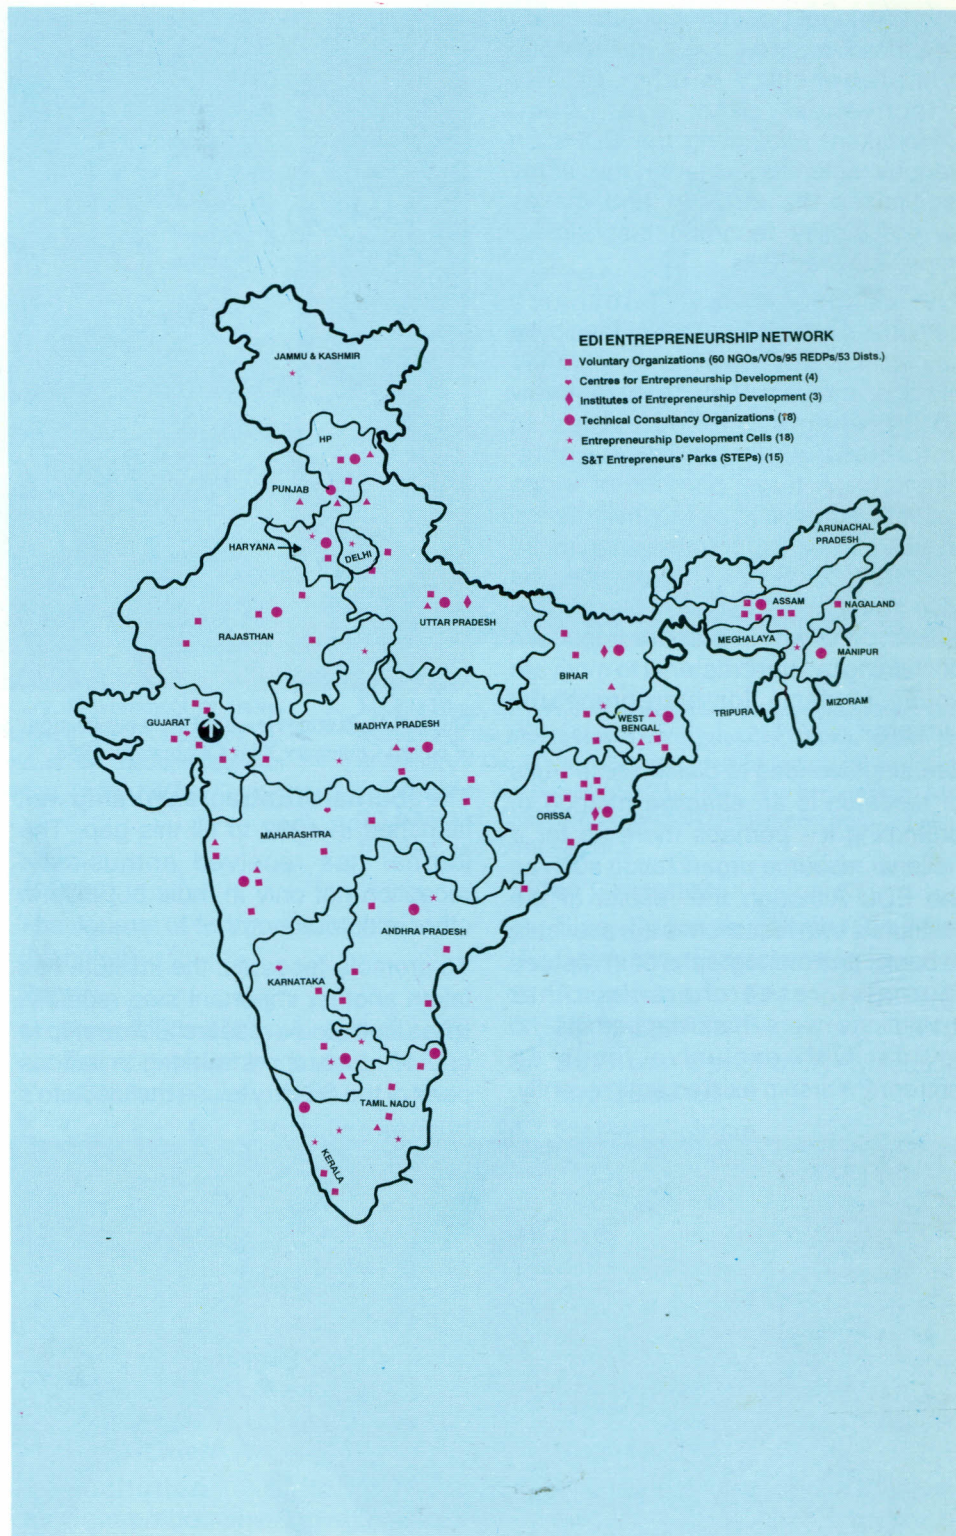 JAMMU & KASHMIR
EDI ENTREPRENEURSHIP NETWORK
Voluntary Organizations (60 NGOs/VOs/95 REDPs/53 Dists.)
Centres for Entrepreneurship Development (4)
Institutes of Entrepreneurship Development (3)
Technical Consultancy Organizations (18)
Entrepreneurship Development Cells (18)
S&T Entrepreneurs' Parks (STEPs) (15)
HP
PUNJAB
HARYANA
DELHI
ARUNACHAL
PRADESH
RAJASTHAN
UTTAR PRADESH
ASSAM
NAGALAND
MEGHALAYA
MANIPUR
BIHAR
TRIPURA
MIZORAM
GUJARAT
MADHYA PRADESH
WEST
BENGAL
MAHARASHTRA
ORISSA
ANDHRA PRADESH
KARNATAKA
TAMIL NADU
KERALA